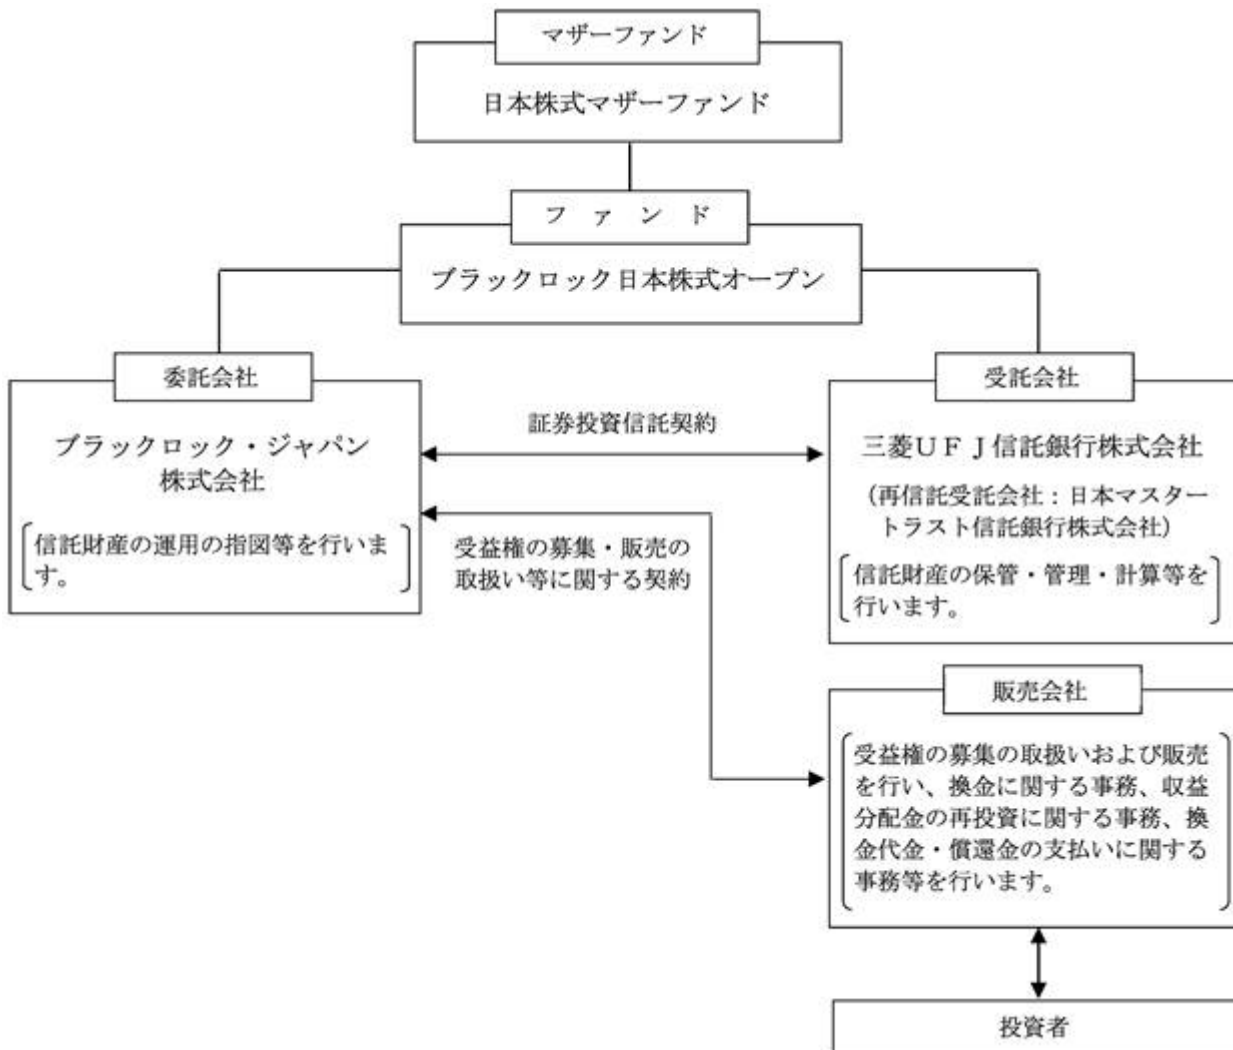 マザーファンド
日本株式マザーファンド
ファンド
ブラックロック日本株式オープン
委託会社
ブラックロック・ジャパン
株式会社
信託財産の運用の指図等を行いま
す。
証券投資信託契約
受益権の募集・販売の
取扱い等に関する契約
受託会社
三菱UFJ信託銀行株式会社
（再信託受託会社：日本マスター
トラスト信託銀行株式会社）
信託財産の保管・管理・計算等を
行います。
販売会社
受益権の募集の取扱いおよび販売
を行い、換金に関する事務、収益
分配金の再投資に関する事務、換
金代金・償還金の支払いに関する
事務等を行います。
投資者